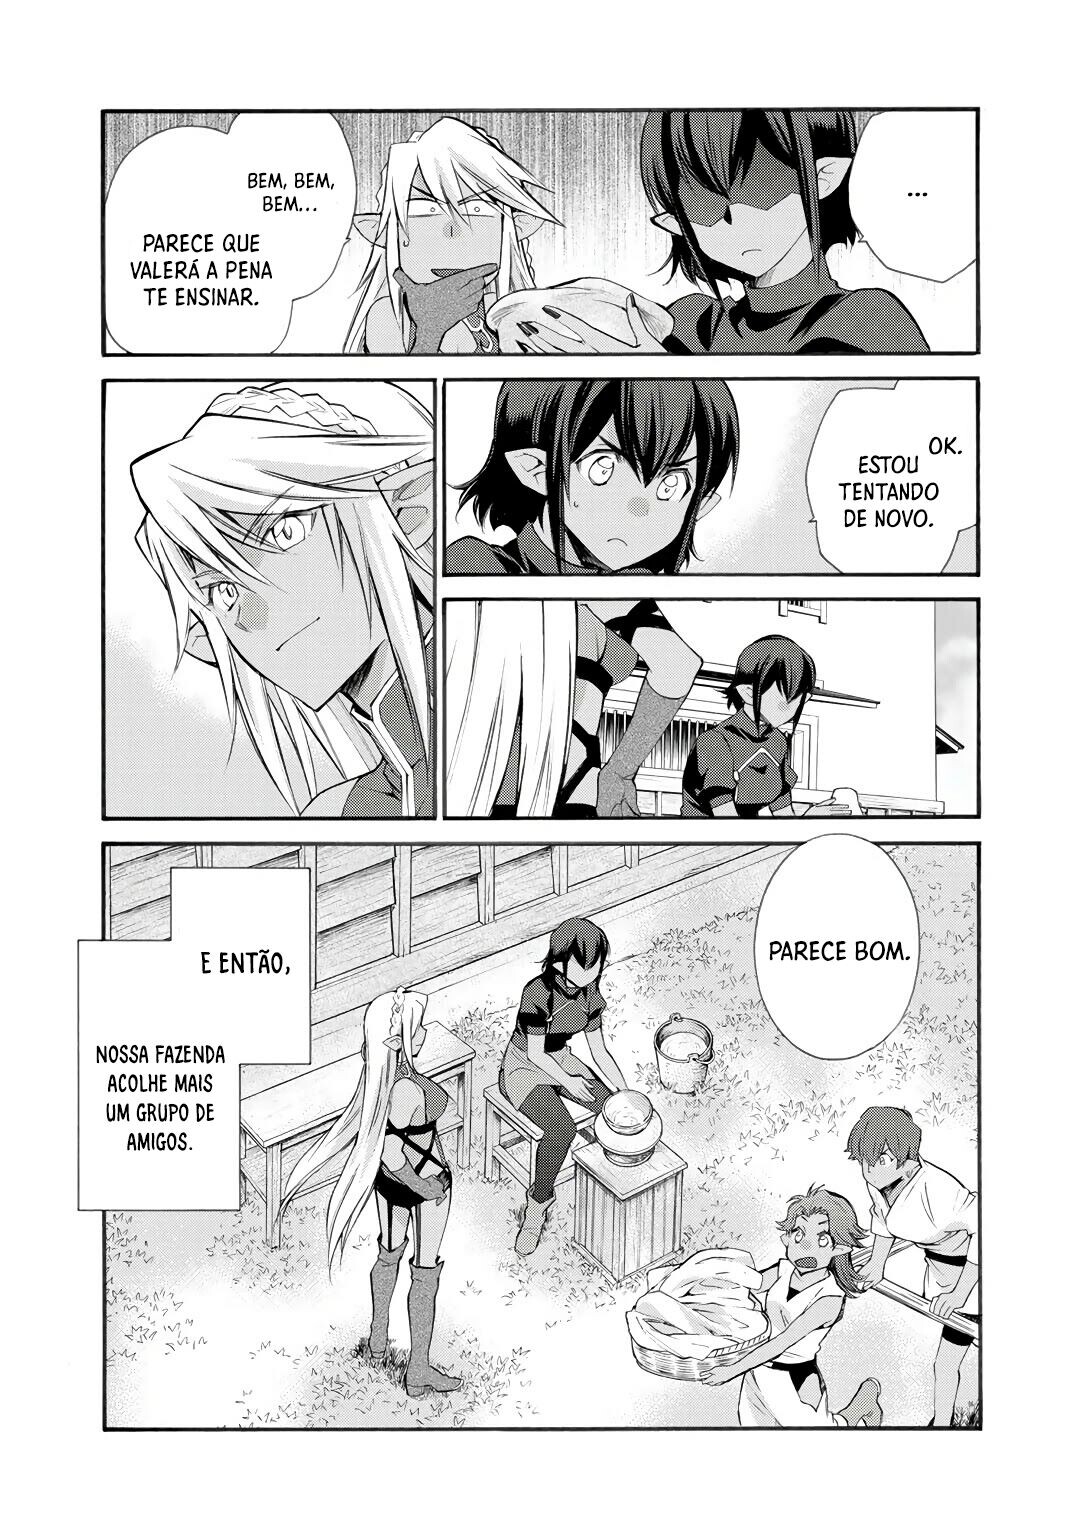 ...
BEM, BEM,
BEM...
PARECE QUE
VALERÁ A PENA
TE ENSINAR.
OK.
ESTOU
TENTANDO
DE NOVO.
PARECE BOM.
E ENTÃO,
NOSSA FAZENDA
ACOLHE MAIS
UM GRUPO DE
AMIGOS.